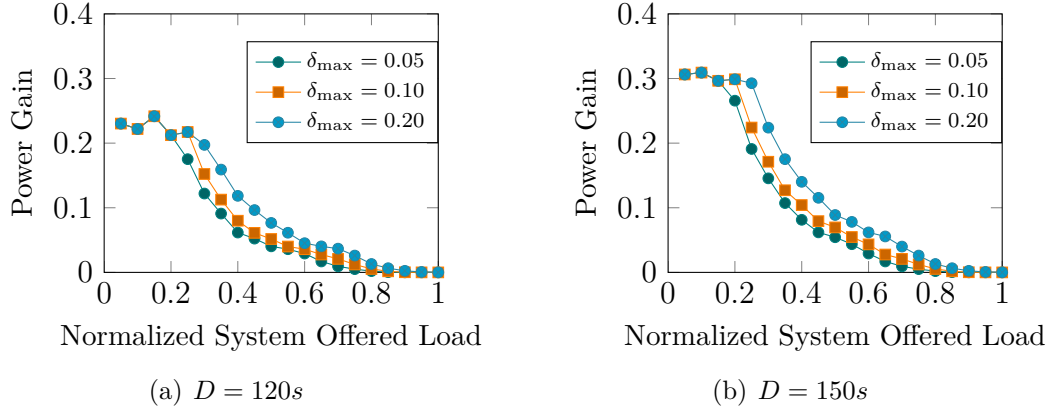 0.4
0.3
0.2
0.1
0
Power Gain
δmax = 0.05
δmax = 0.10
δmax = 0.20
0 0.2 0.4 0.6 0.8 1
Normalized System Offered Load
(a) D = 120s
0.4
0.3
0.2
0.1
0
Power Gain
δmax = 0.05
δmax = 0.10
δmax = 0.20
0 0.2 0.4 0.6 0.8 1
Normalized System Offered Load
(b) D = 150s